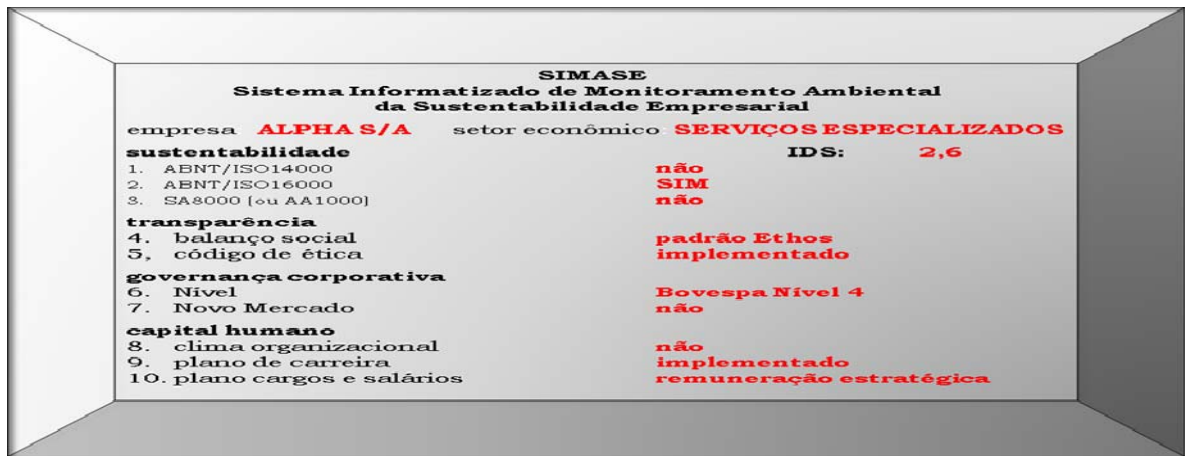 SIMASE
Sistema Informatizado de Monitoramento Ambiental
da Sustentabilidade Empresarial
empresa ALPHA S/A setor econômico SERVIÇOS ESPECIALIZADOS
sustentabilidade IDS: 2,6
1. ABNT/ISO14000 não
2. ABNT/ISO16000 SIM
3. SA8000 [ou AA1000] não
transparência
4. balanço social padrão Ethos
5, código de ética implementado
governança corporativa
6. Nível Bovespa Nível 4
7. Novo Mercado não
capital humano
8. clima organizacional não
9. plano de carreira implementado
10. plano cargos e salários remuneração estratégica